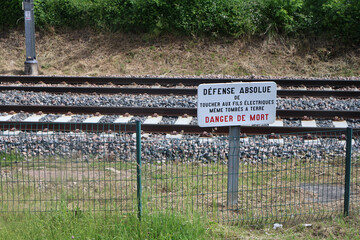 DÉFENSE ABSOLUE
DE
TOUCHER AUX FILS ÉLECTRIQUES
MÊME TOMBÉS A TERRE
DANGER DE MORT